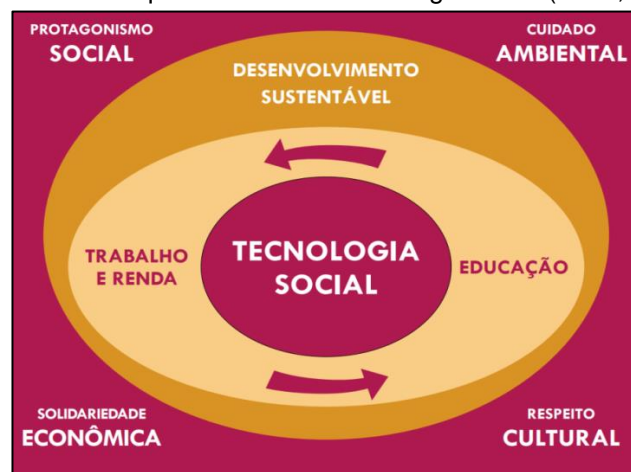 PROTAGONISMO
SOCIAL
CUIDADO
AMBIENTAL
DESENVOLVIMENTO
SUSTENTÁVEL
TRABALHO
E RENDA
TECNOLOGIA
SOCIAL
EDUCAÇÃO
SOLIDARIEDADE
ECONÔMICA
RESPEITO
CULTURAL